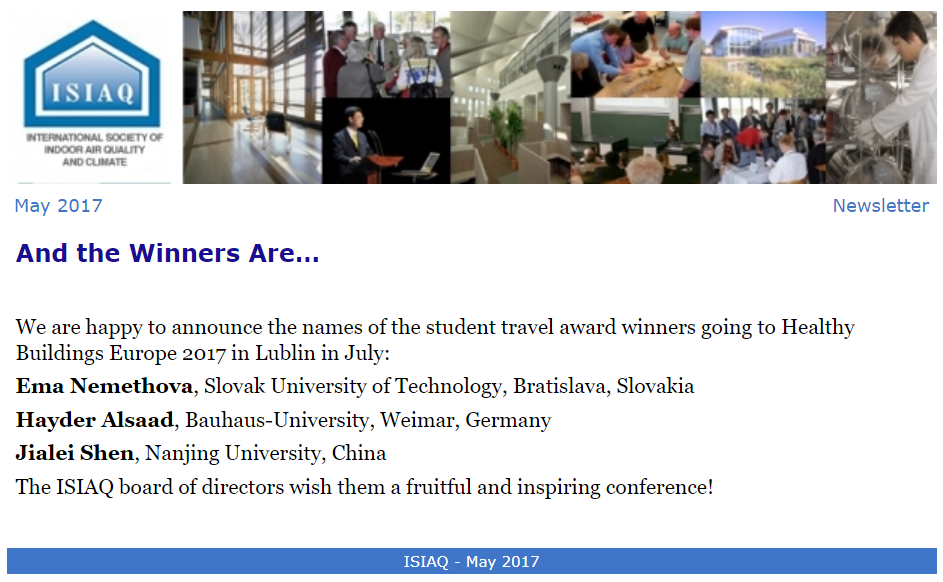 ISIAQ
INTERNATIONAL SOCIETY OF
INDOOR AIR QUALITY
AND CLIMATE
May 2017
Newsletter
And the Winners Are...
We are happy to announce the names of the student travel award winners going to Healthy
Buildings Europe 2017 in Lublin in July:
Ema Nemethova, Slovak University of Technology, Bratislava, Slovakia
Hayder Alsaad, Bauhaus-University, Weimar, Germany
Jialei Shen, Nanjing University, China
The ISIAQ board of directors wish them a fruitful and inspiring conference!
ISIAQ - May 2017